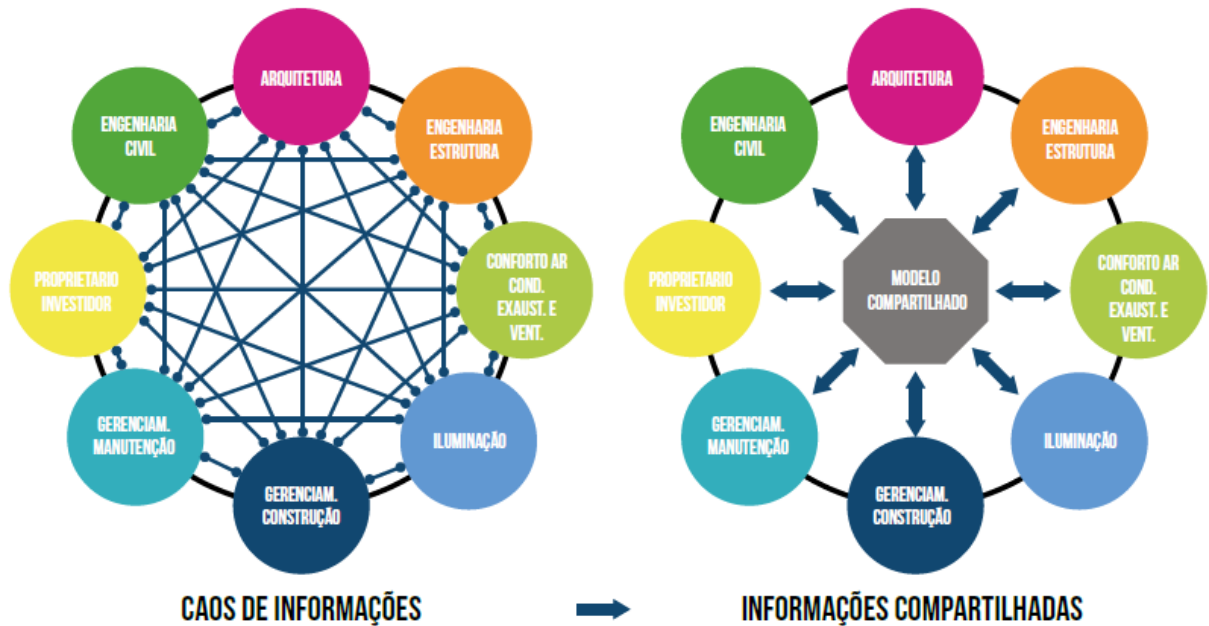 ARQUITETURA
ENGENHARIA
CIVIL
ENGENHARIA
ESTRUTURA
PROPRIETARIO
INVESTIDOR
CONFORTO AR
COND.
EXAUST. E
VENT.
GERENCIAM.
MANUTENÇÃO
ILUMINAÇÃO
GERENCIAM.
CONSTRUÇÃO
CAOS DE INFORMAÇÕES
ARQUITETURA
ENGENHARIA
CIVIL
ENGENHARIA
ESTRUTURA
PROPRIETARIO
INVESTIDOR
MODELO
COMPARTILHADO
CONFORTO AR
COND.
EXAUST. E
VENT.
GERENCIAM.
MANUTENÇÃO
ILUMINAÇÃO
GERENCIAM.
CONSTRUÇÃO
INFORMAÇÕES COMPARTILHADAS